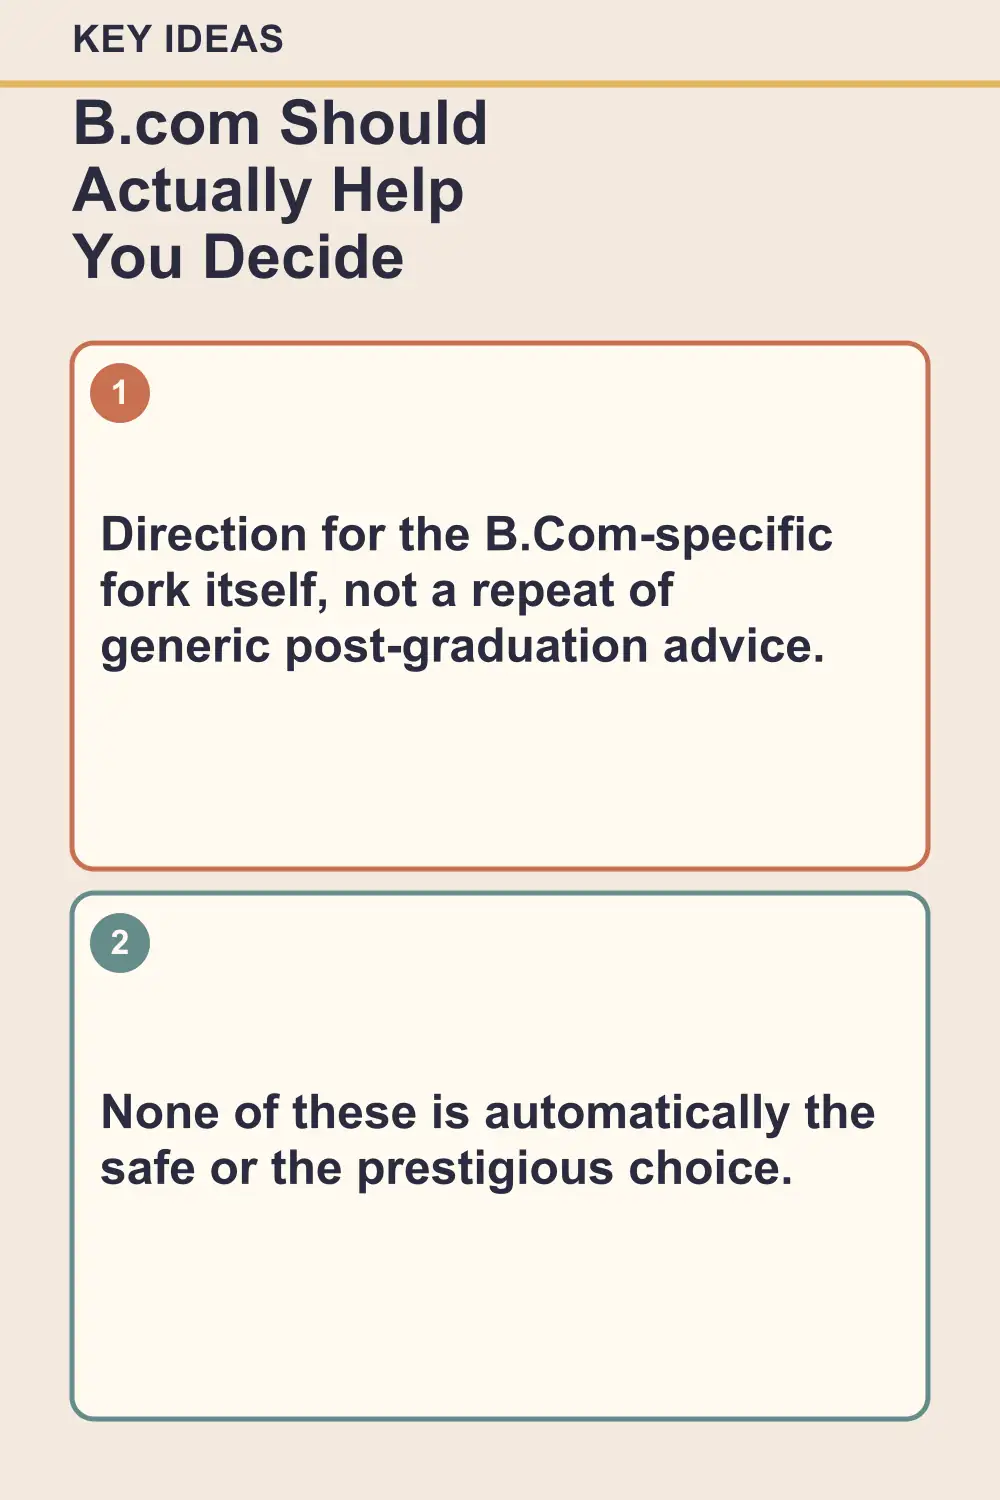 KEY IDEAS
B.com Should
Actually Help
You Decide
1
Direction for the B.Com-specific
fork itself, not a repeat of
generic post-graduation advice.
2
None of these is automatically the
safe or the prestigious choice.